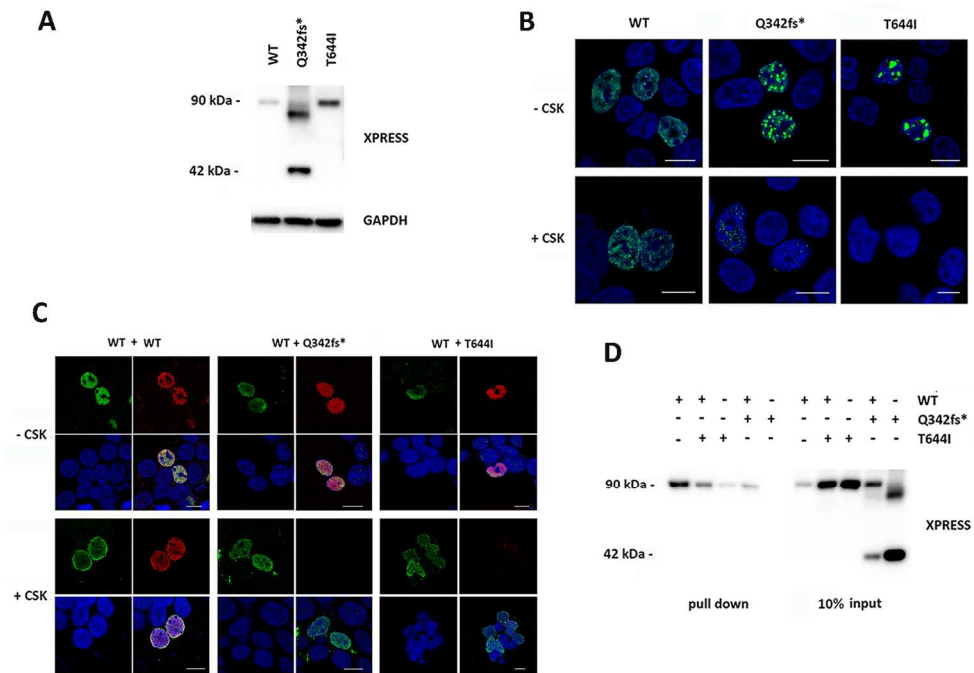 A
WT
Q342fs*
T644I
90 kDa -
42 kDa -
XPRESS
GAPDH
B
WT Q342fs* T644I
- CSK
+ CSK
C
WT + WT WT + Q342fs* WT + T644I
- CSK
+ CSK
D
+ + - + - + + - + - WT
- - - + + - - - + + Q342fs*
- + + - - - + + - - T644I
90 kDa -
42 kDa -
XPRESS
pull down 10% input